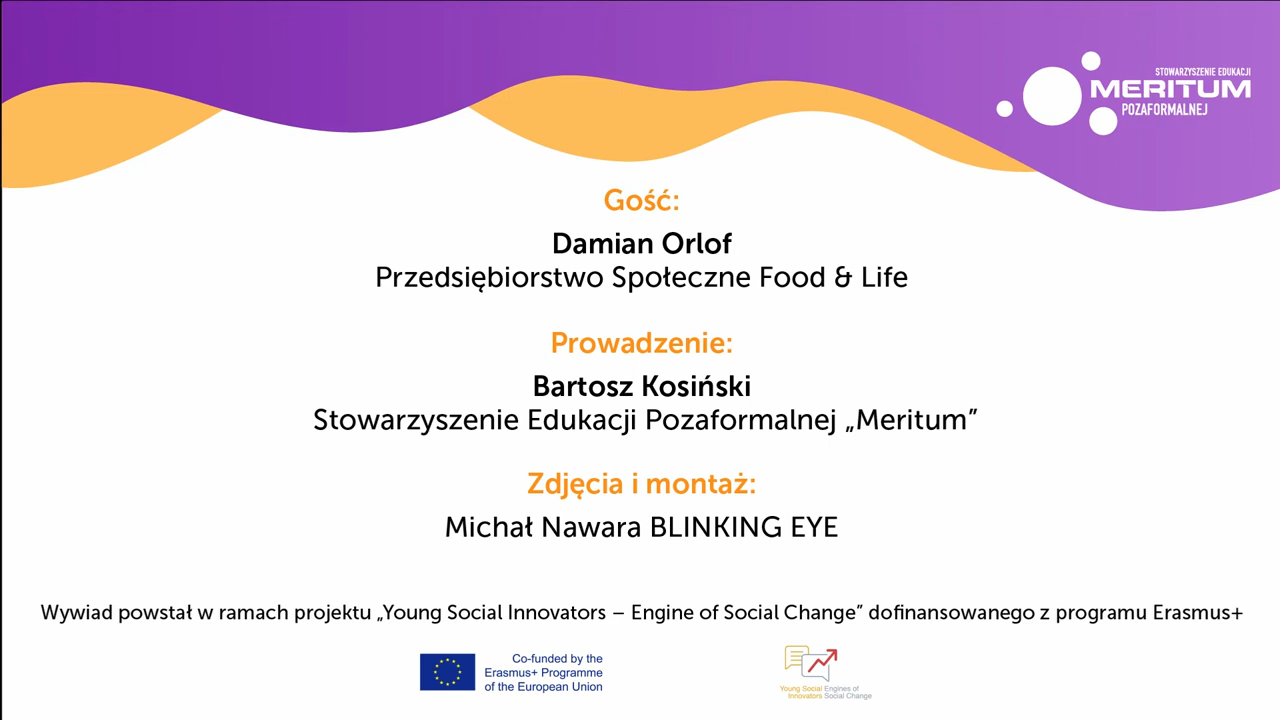 STOWARZYSZENIE EDUKACJI
MERITUM
POZAFORMALNEJ
Gość:
Damian Orlof
Przedsiębiorstwo Społeczne Food & Life
Prowadzenie:
Bartosz Kosiński
Stowarzyszenie Edukacji Pozaformalnej „Meritum”
Zdjęcia i montaż:
Michał Nawara BLINKING EYE
Wywiad powstał w ramach projektu „Young Social Innovators – Engine of Social Change” dofinansowanego z programu Erasmus+
Co-funded by the
Erasmus+ Programme
of the European Union
Young Social Engines of
Innovators Social Change